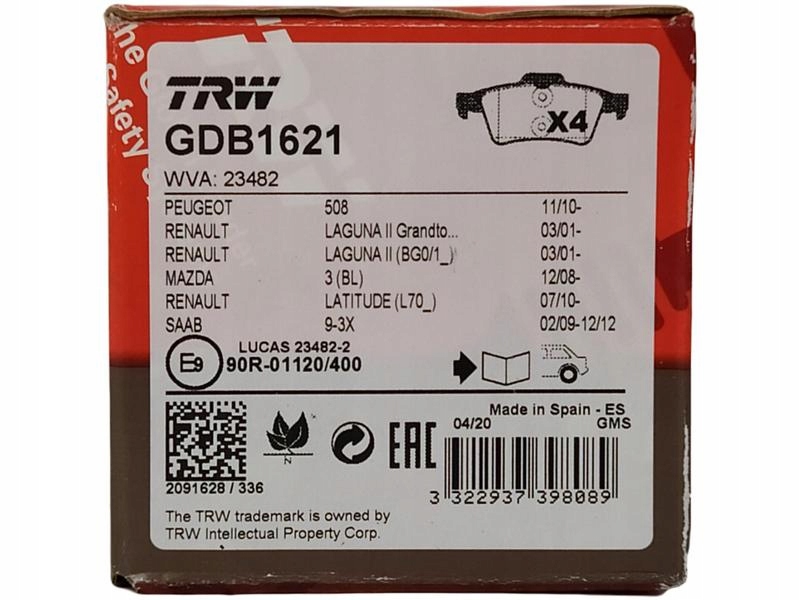 the C
Safety
TRW
GDB1621
X4
WVA: 23482
PEUGEOT 508 11/10-
RENAULT LAGUNA II Grandto... 03/01-
RENAULT LAGUNA II (BG0/1_) 03/01-
MAZDA 3 (BL) 12/08-
RENAULT LATITUDE (L70_) 07/10-
SAAB 9-3X 02/09-12/12
LUCAS 23482-2
E9 90R-01120/400
Made in Spain - ES
04/20 GMS
N
EAC
3 322937 398089
2091628 / 336
The TRW trademark is owned by
TRW Intellectual Property Corp.